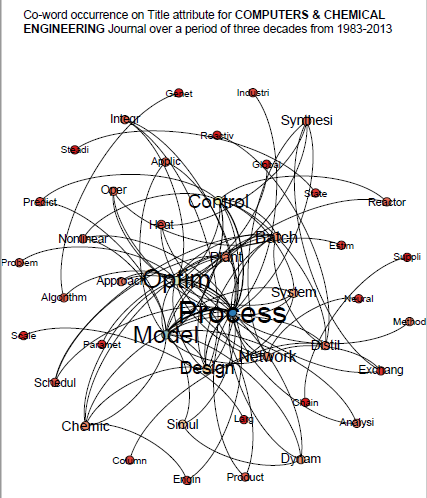 Co-word occurrence on Title attribute for COMPUTERS & CHEMICAL
ENGINEERING Journal over a period of three decades from 1983-2013
Genet
Industri
Integr
Synthesi
Reactiv
Steadi
Applic
Global
Oper
State
Predict
Control
Reactor
Heat
Nonlinear
Batch
Estim
Plant
Suppli
Problem
Approach
Optim
System
Algorithm
Neural
Process
Method
Scale
Model
Paramet
Distil
Network
Design
Exchang
Schedul
Chain
Larg
Chemic
Simul
Analysi
Column
Dynam
Engin
Product